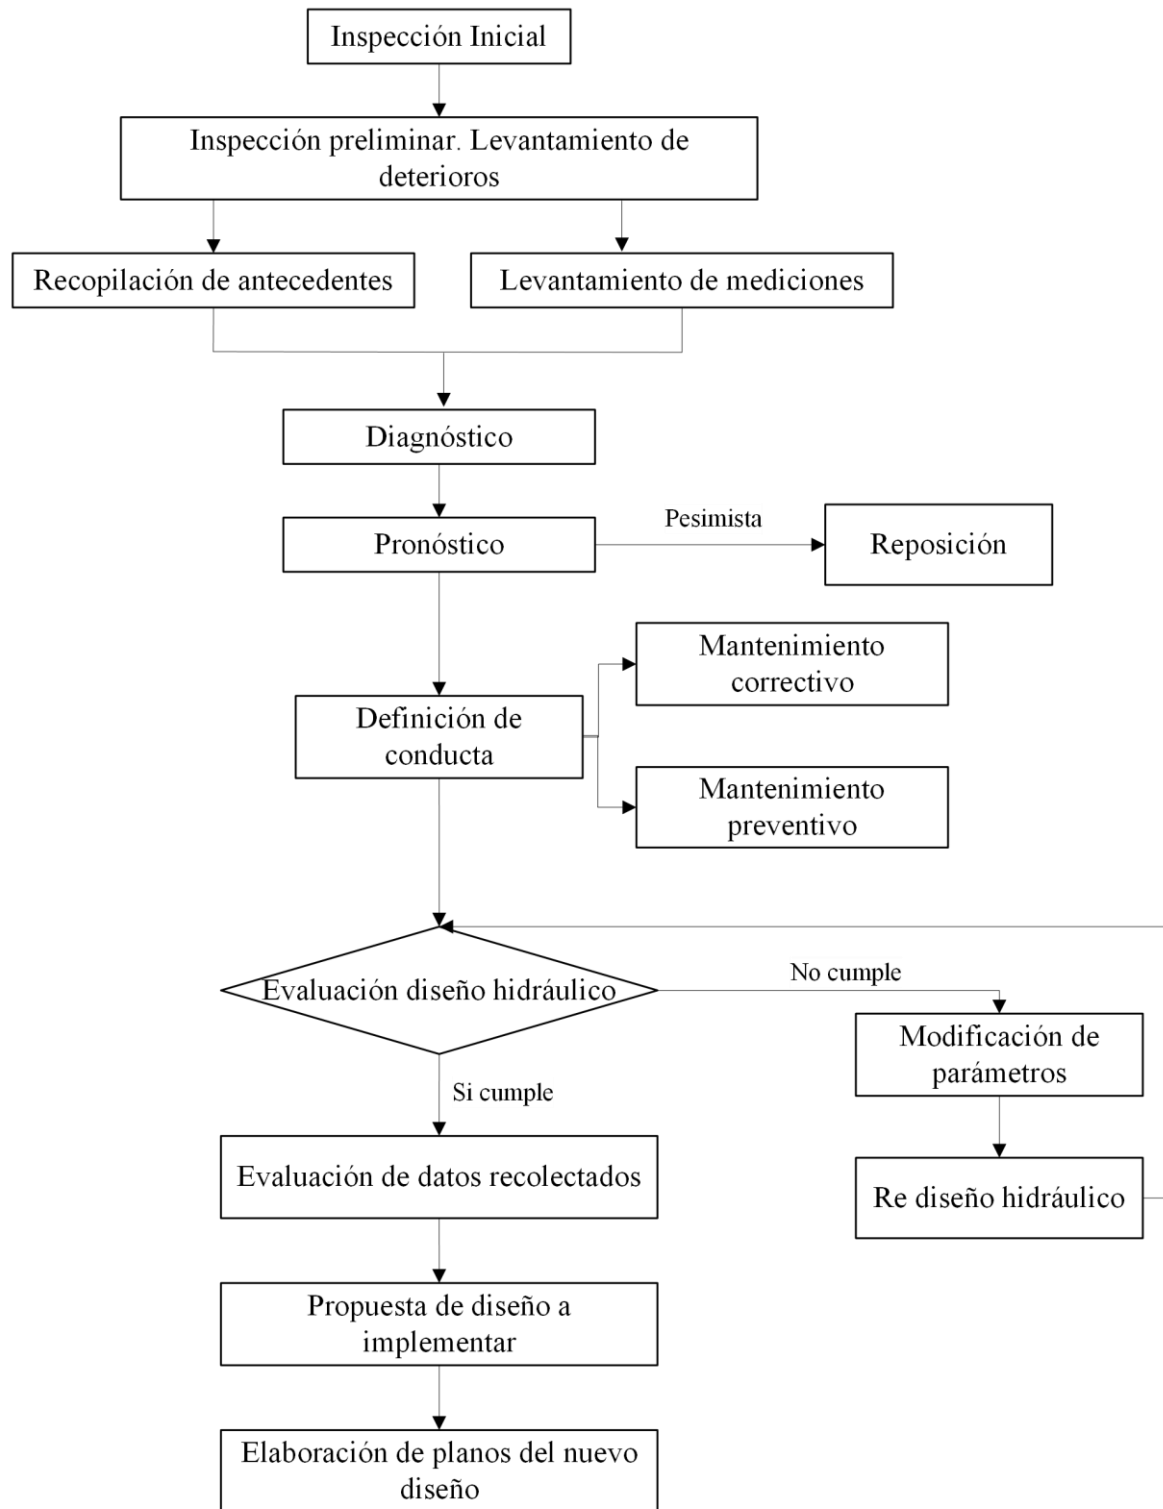 Inspección Inicial
Inspección preliminar. Levantamiento de
deterioros
Recopilación de antecedentes
Levantamiento de mediciones
Diagnóstico
Pronóstico
Pesimista
Reposición
Mantenimiento
correctivo
Definición de
conducta
Mantenimiento
preventivo
Evaluación diseño hidráulico
No cumple
Modificación de
parámetros
Si cumple
Evaluación de datos recolectados
Re diseño hidráulico
Propuesta de diseño a
implementar
Elaboración de planos del nuevo
diseño